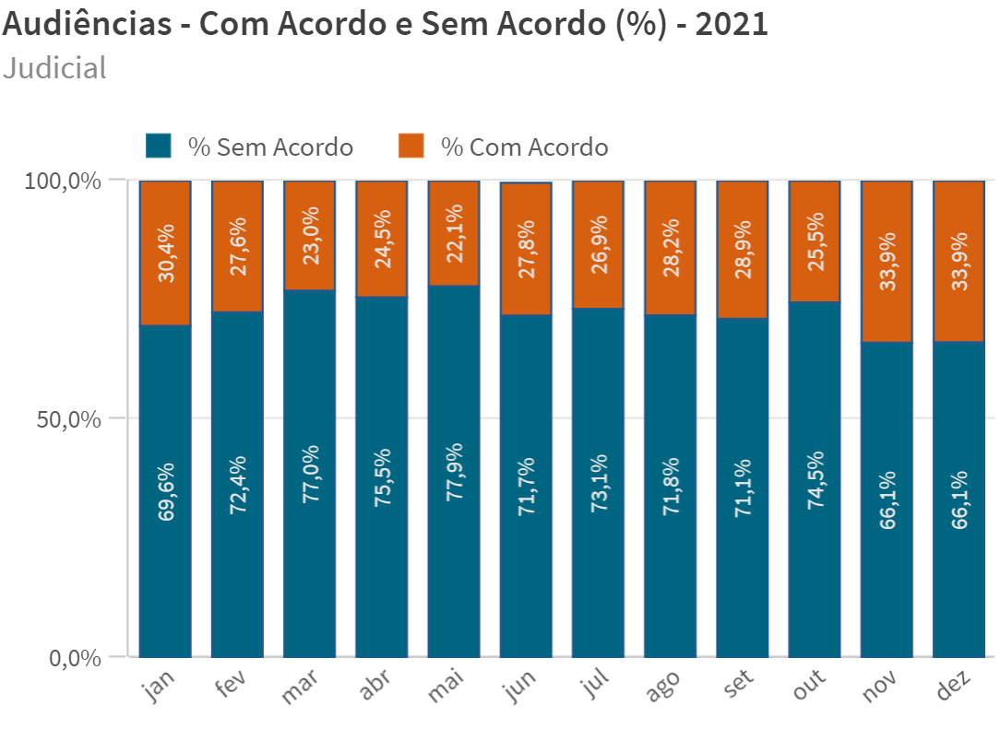 Audiências - Com Acordo e Sem Acordo (%) - 2021
Judicial
% Sem Acordo % Com Acordo
100,0%
50,0%
0,0%
30,4% 27,6% 23,0% 24,5% 22,1% 27,8% 26,9% 28,2% 28,9% 25,5% 33,9% 33,9%
69,6% 72,4% 77,0% 75,5% 77,9% 71,7% 73,1% 71,8% 71,1% 74,5% 66,1% 66,1%
jan fev mar abr mai jun jul ago set out nov dez